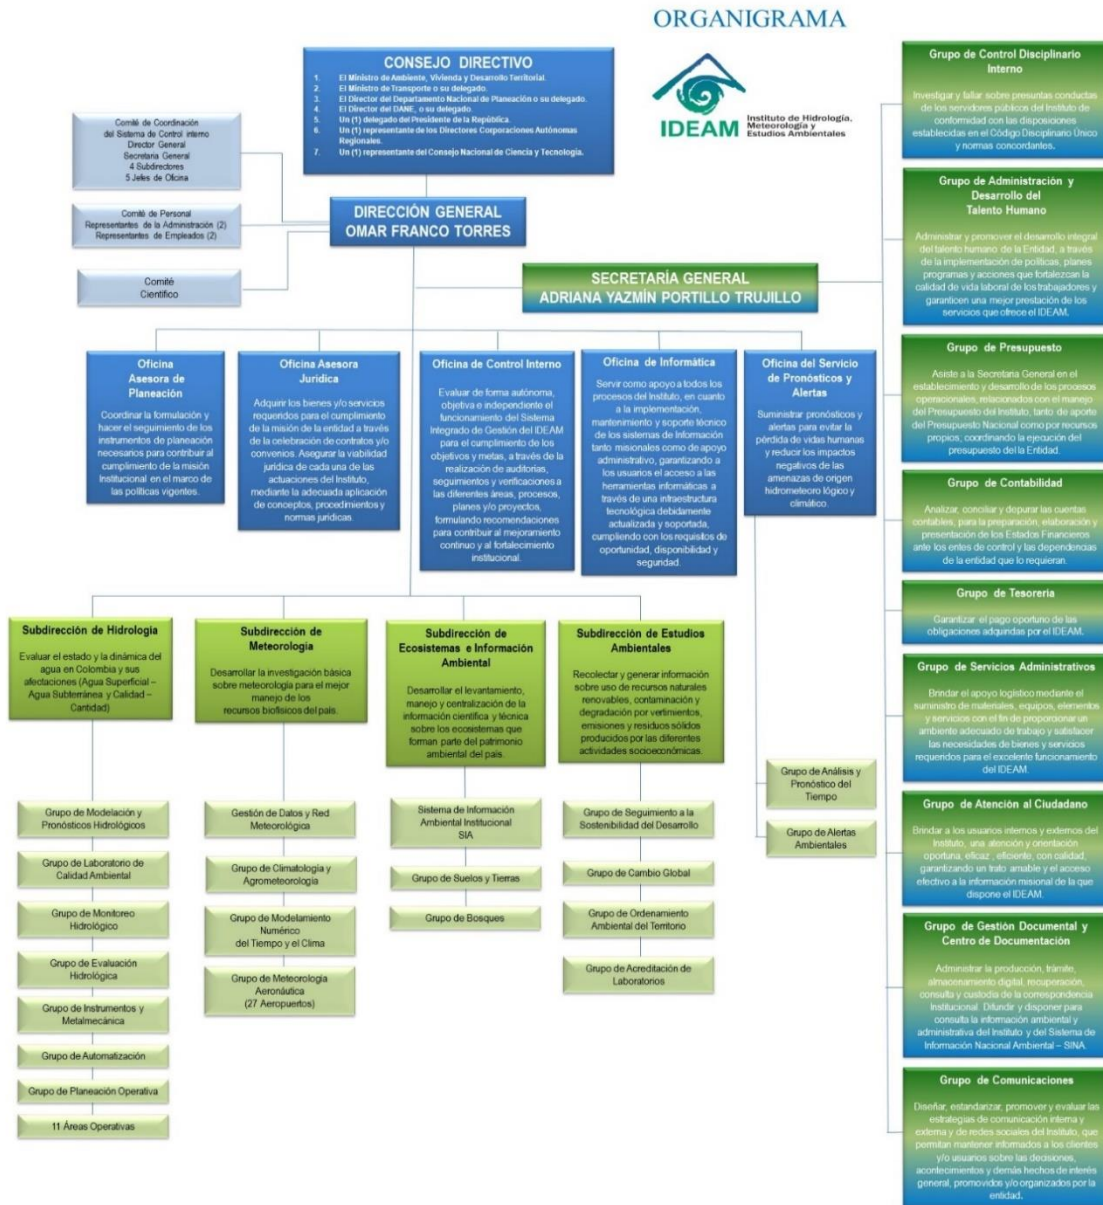 ORGANIGRAMA
CONSEJO DIRECTIVO
1. El Ministro de Ambiente, Vivienda y Desarrollo Territorial.
2. El Ministro de Transporte o su delegado.
3. El Director del Departamento Nacional de Planeación o su delegado.
4. El Director del DANE, o su delegado.
5. Un (1) delegado del Presidente de la República.
6. Un (1) representante de los Directores Corporaciones Autónomas
Regionales.
7. Un (1) representante del Consejo Nacional de Ciencia y Tecnología.
IDEAM
Instituto de Hidrología,
Meteorología y
Estudios Ambientales
Comité de Coordinación
del Sistema de Control interno
Director General
Secretaria General
4 Subdirectores
5 Jefes de Oficina
Comité de Personal
Representantes de la Administración (2)
Representantes de Empleados (2)
Comité
Científico
DIRECCIÓN GENERAL
OMAR FRANCO TORRES
SECRETARÍA GENERAL
ADRIANA YAZMÍN PORTILLO TRUJILLO
Oficina
Asesora de
Planeación
Coordinar la formulación y
hacer el seguimiento de los
instrumentos de planeación
necesarios para contribuir al
cumplimiento de la misión
Institucional en el marco de
las políticas vigentes.
Oficina Asesora
Jurídica
Adquirir los bienes y/o servicios
requeridos para el cumplimiento
de la misión de la entidad a través
de la celebración de contratos y/o
convenios. Asegurar la viabilidad
jurídica de cada una de las
actuaciones del Instituto,
mediante la adecuada aplicación
de conceptos, procedimientos y
normas jurídicas.
Oficina de Control Interno
Evaluar de forma autónoma,
objetiva e independiente el
funcionamiento del Sistema
Integrado de Gestión del IDEAM
para el cumplimiento de los
objetivos y metas, a través de la
realización de auditorías,
seguimientos y verificaciones a
las diferentes áreas, procesos,
planes y/o proyectos,
formulando recomendaciones
para contribuir al mejoramiento
continuo y al fortalecimiento
institucional.
Oficina de Informática
Servir como apoyo a todos los
procesos del Instituto, en cuanto
a la implementación,
mantenimiento y soporte técnico
de los sistemas de Información
tanto misionales como de apoyo
administrativo, garantizando a
los usuarios el acceso a las
herramientas informáticas a
través de una infraestructura
tecnológica debidamente
actualizada y soportada,
cumpliendo con los requisitos de
oportunidad, disponibilidad y
seguridad.
Oficina del Servicio
de Pronósticos y
Alertas
Suministrar pronósticos y
alertas para evitar la
pérdida de vidas humanas
y reducir los impactos
negativos de las
amenazas de origen
hidrometeoro lógico y
climático.
Subdirección de Hidrología
Evaluar el estado y la dinámica del
agua en Colombia y sus
afectaciones (Agua Superficial –
Agua Subterránea y Calidad –
Cantidad)
Subdirección de
Meteorología
Desarrollar la investigación básica
sobre meteorología para el mejor
manejo de los
recursos biofísicos del país.
Subdirección de
Ecosistemas e Información
Ambiental
Desarrollar el levantamiento,
manejo y centralización de la
información científica y técnica
sobre los ecosistemas que
forman parte del patrimonio
ambiental del país.
Subdirección de Estudios
Ambientales
Recolectar y generar información
sobre uso de recursos naturales
renovables, contaminación y
degradación por vertimientos,
emisiones y residuos sólidos
producidos por las diferentes
actividades socioeconómicas.
Grupo de Modelación y
Pronósticos Hidrológicos
Grupo de Laboratorio de
Calidad Ambiental
Grupo de Monitoreo
Hidrológico
Grupo de Evaluación
Hidrológica
Grupo de Instrumentos y
Metalmecánica
Grupo de Automatización
Grupo de Planeación Operativa
11 Áreas Operativas
Gestión de Datos y Red
Meteorológica
Grupo de Climatología y
Agrometeorología
Grupo de Modelamiento
Numérico
del Tiempo y el Clima
Grupo de Meteorología
Aeronáutica
(27 Aeropuertos)
Sistema de Información
Ambiental Institucional
SIA
Grupo de Suelos y Tierras
Grupo de Bosques
Grupo de Seguimiento a la
Sostenibilidad del Desarrollo
Grupo de Cambio Global
Grupo de Ordenamiento
Ambiental del Territorio
Grupo de Acreditación de
Laboratorios
Grupo de Análisis y
Pronóstico del
Tiempo
Grupo de Alertas
Ambientales
Grupo de Control Disciplinario
Interno
Investigar y fallar sobre presuntas conductas
de los servidores públicos del Instituto de
conformidad con las disposiciones
establecidas en el Código Disciplinario Único
y normas concordantes.
Grupo de Administración y
Desarrollo del
Talento Humano
Administrar y promover el desarrollo integral
del talento humano de la Entidad, a través
de la implementación de políticas, planes
programas y acciones que fortalezcan la
calidad de vida laboral de los trabajadores y
garanticen una mejor prestación de los
servicios que ofrece el IDEAM.
Grupo de Presupuesto
Asiste a la Secretaria General en el
establecimiento y desarrollo de los procesos
operacionales, relacionados con el manejo
del Presupuesto del Instituto, tanto de aporte
del Presupuesto Nacional como por recursos
propios; coordinando la ejecución del
presupuesto del la Entidad.
Grupo de Contabilidad
Analizar, conciliar y depurar las cuentas
contables, para la preparación, elaboración y
presentación de los Estados Financieros
ante los entes de control y las dependencias
de la entidad que lo requieran.
Grupo de Tesorería
Garantizar el pago oportuno de las
obligaciones adquiridas por el IDEAM.
Grupo de Servicios Administrativos
Brindar el apoyo logístico mediante el
suministro de materiales, equipos, elementos
y servicios con el fin de proporcionar un
ambiente adecuado de trabajo y satisfacer
las necesidades de bienes y servicios
requeridos para el excelente funcionamiento
del IDEAM.
Grupo de Atención al Ciudadano
Brindar a los usuarios internos y externos del
Instituto, una atención y orientación
oportuna, eficaz , eficiente, con calidad,
garantizando un trato amable y el acceso
efectivo a la información misional de la que
dispone el IDEAM.
Grupo de Gestión Documental y
Centro de Documentación
Administrar la producción, trámite,
almacenamiento digital, recuperación,
consulta y custodia de la correspondencia
Institucional. Difundir y disponer para
consulta la información ambiental y
administrativa del Instituto y del Sistema de
Información Nacional Ambiental – SINA.
Grupo de Comunicaciones
Diseñar, estandarizar, promover y evaluar las
estrategias de comunicación interna y
externa y de redes sociales del Instituto, que
permitan mantener informados a los clientes
y/o usuarios sobre las decisiones,
acontecimientos y demás hechos de interés
general, promovidos y/o organizados por la
entidad.